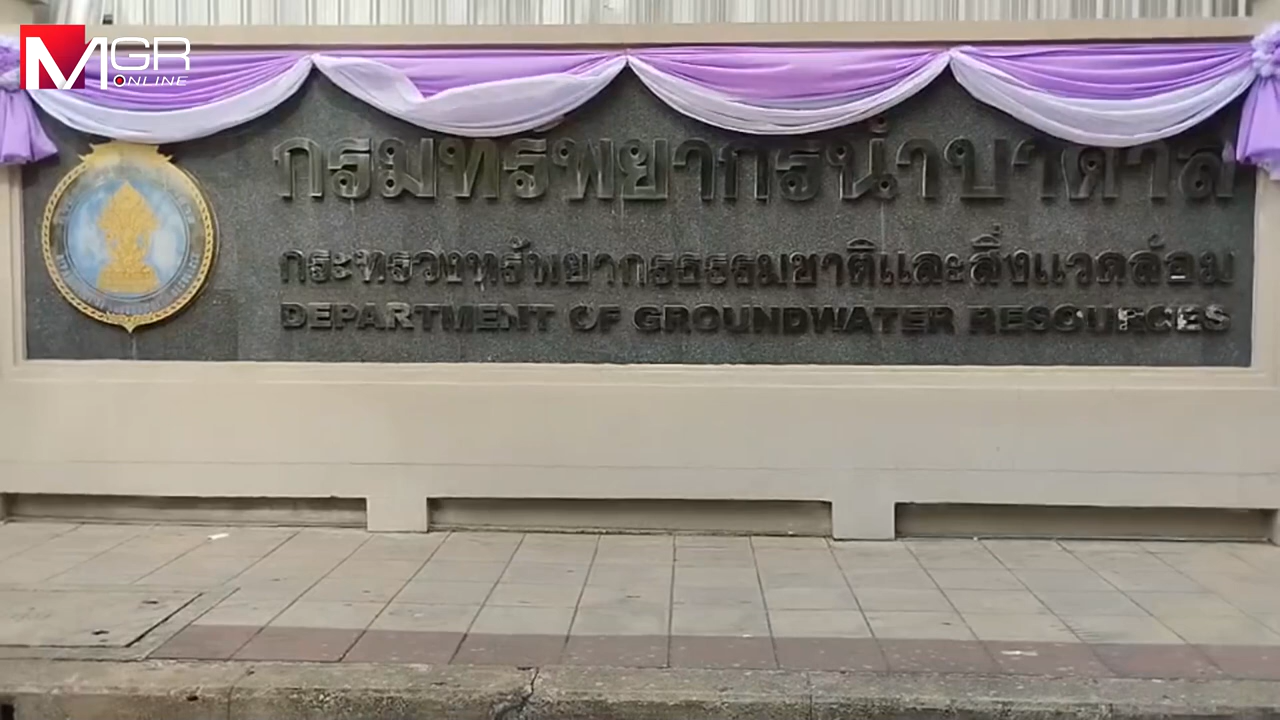 MGR
ONLINE
กรมทรัพยากรน้ำบาดาล
กระทรวงทรัพยากรธรรมชาติและสิ่งแวดล้อม
DEPARTMENT OF GROUNDWATER RESOURCES